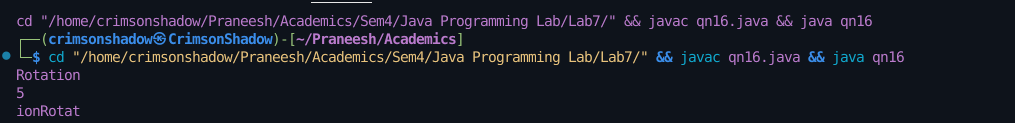 cd "/home/crimsonshadow/Praneesh/Academics/Sem4/Java Programming Lab/Lab7/" && javac qn16.java && java qn16
┌──(crimsonshadow㉿CrimsonShadow)-[~/Praneesh/Academics]
└─$ cd "/home/crimsonshadow/Praneesh/Academics/Sem4/Java Programming Lab/Lab7/" && javac qn16.java && java qn16
Rotation
5
ionRotat